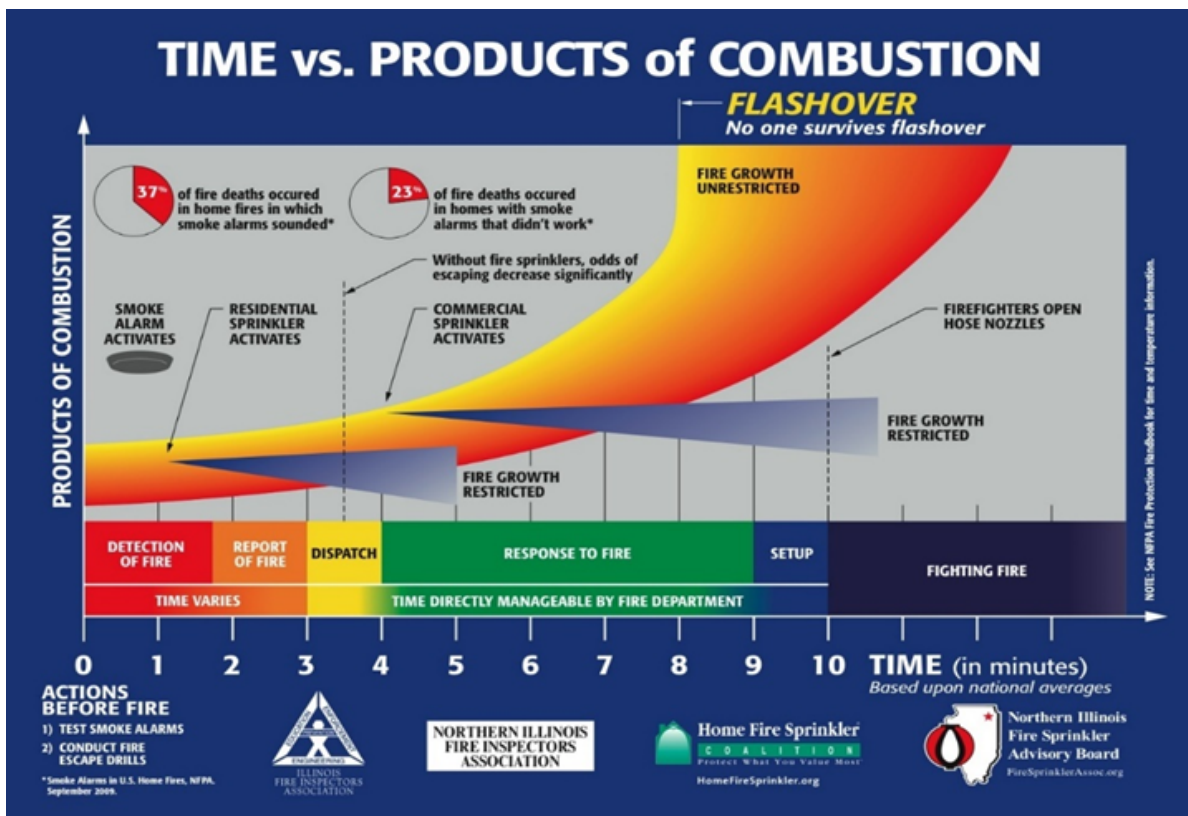 TIME vs. PRODUCTS of COMBUSTION
FLASHOVER
No one survives flashover
PRODUCTS OF COMBUSTION
37%
of fire deaths occured
in home fires in which
smoke alarms sounded*
23%
of fire deaths occured
in homes with smoke
alarms that didn't work*
FIRE GROWTH
UNRESTRICTED
Without fire sprinklers, odds of
escaping decrease significantly
SMOKE
ALARM
ACTIVATES
RESIDENTIAL
SPRINKLER
ACTIVATES
COMMERCIAL
SPRINKLER
ACTIVATES
FIREFIGHTERS OPEN
HOSE NOZZLES
FIRE GROWTH
RESTRICTED
FIRE GROWTH
RESTRICTED
NOTE: See NFPA Fire Protection Handbook for time and temperature information.
DETECTION
OF FIRE
REPORT
OF FIRE
DISPATCH
RESPONSE TO FIRE
SETUP
FIGHTING FIRE
TIME VARIES
TIME DIRECTLY MANAGEABLE BY FIRE DEPARTMENT
0 1 2 3 4 5 6 7 8 9 10 TIME (in minutes)
Based upon national averages
ACTIONS
BEFORE FIRE
1) TEST SMOKE ALARMS
2) CONDUCT FIRE
ESCAPE DRILLS
*Smoke Alarms in U.S. Home Fires, NFPA.
September 2009.
EDUCATION
ENFORCEMENT
ENGINEERING
ILLINOIS
FIRE INSPECTORS
ASSOCIATION
NORTHERN ILLINOIS
FIRE INSPECTORS
ASSOCIATION
Home Fire Sprinkler
COALITION
Protect What You Value Most
HomeFireSprinkler.org
Northern Illinois
Fire Sprinkler
Advisory Board
FireSprinklerAssoc.org